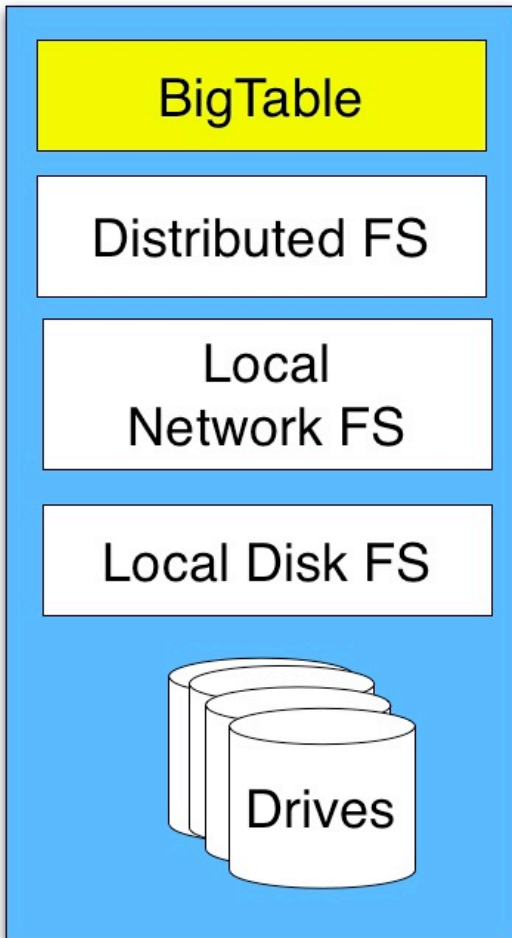 BigTable
Distributed FS
Local
Network FS
Local Disk FS
Drives